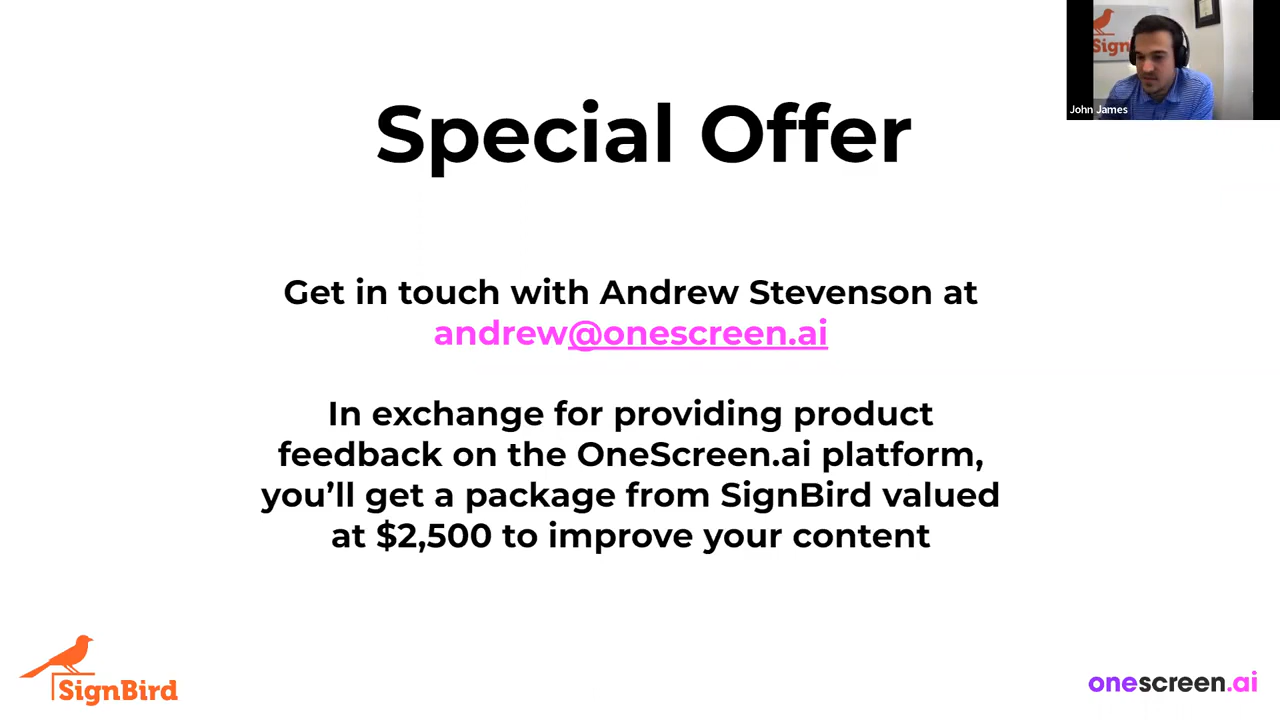 Sign
John James
Special Offer
Get in touch with Andrew Stevenson at
andrew@onescreen.ai
In exchange for providing product
feedback on the OneScreen.ai platform,
you’ll get a package from SignBird valued
at $2,500 to improve your content
SignBird
onescreen.ai